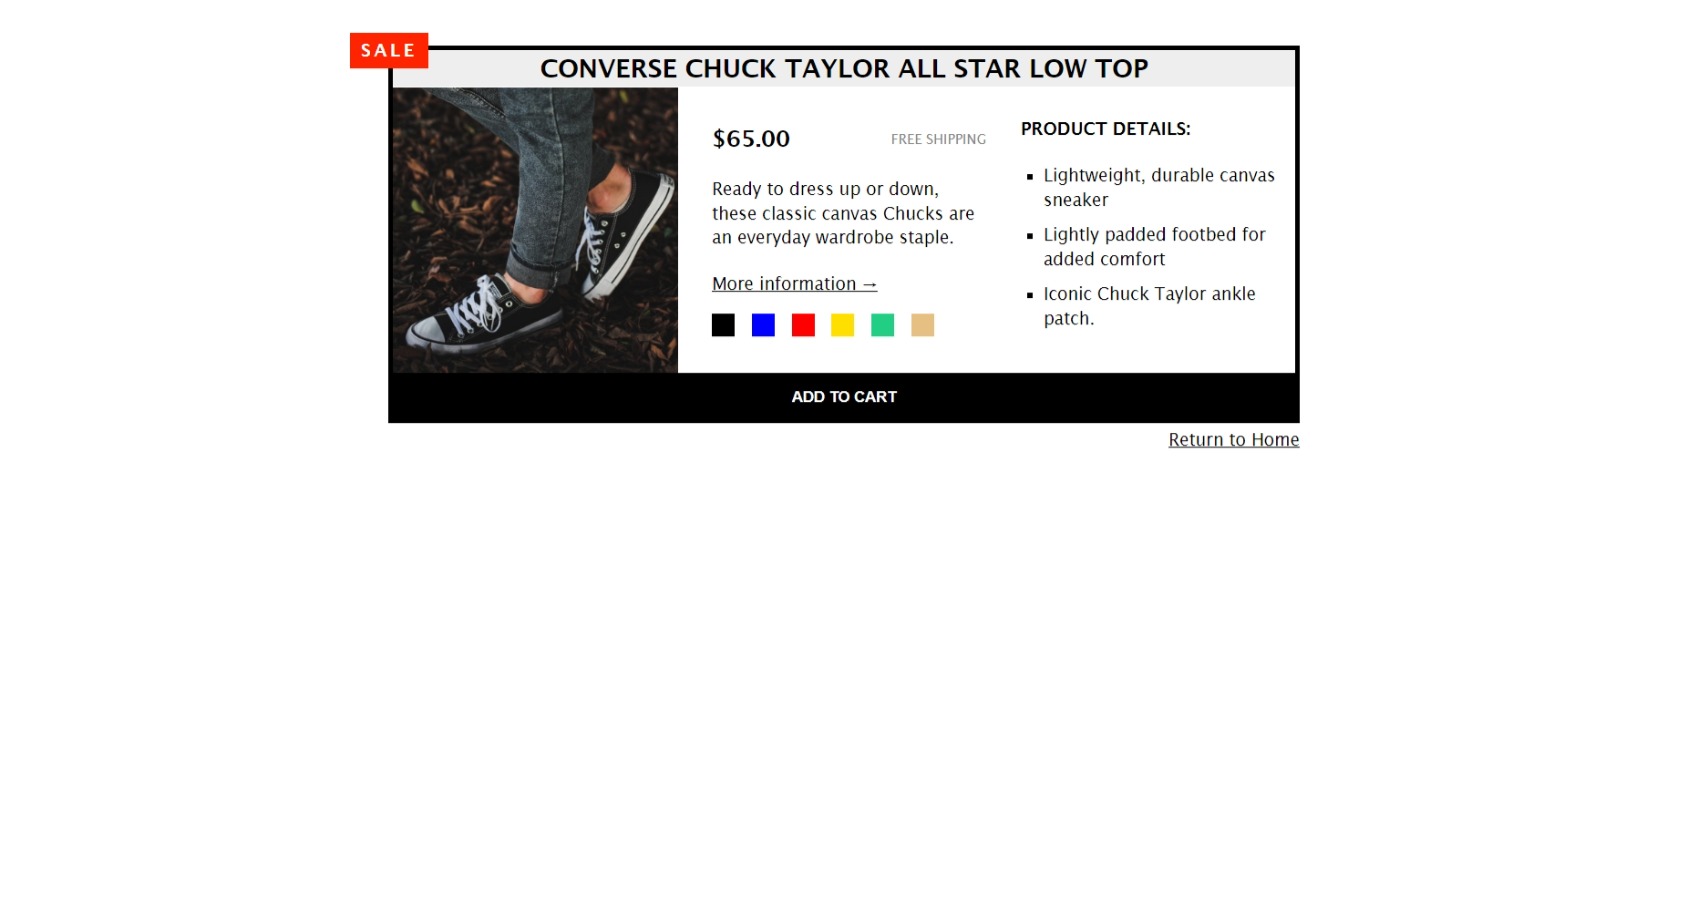 SALE
CONVERSE CHUCK TAYLOR ALL STAR LOW TOP
$65.00
FREE SHIPPING
Ready to dress up or down,
these classic canvas Chucks are
an everyday wardrobe staple.
More information →
PRODUCT DETAILS:
Lightweight, durable canvas
sneaker
Lightly padded footbed for
added comfort
Iconic Chuck Taylor ankle
patch.
ADD TO CART
Return to Home